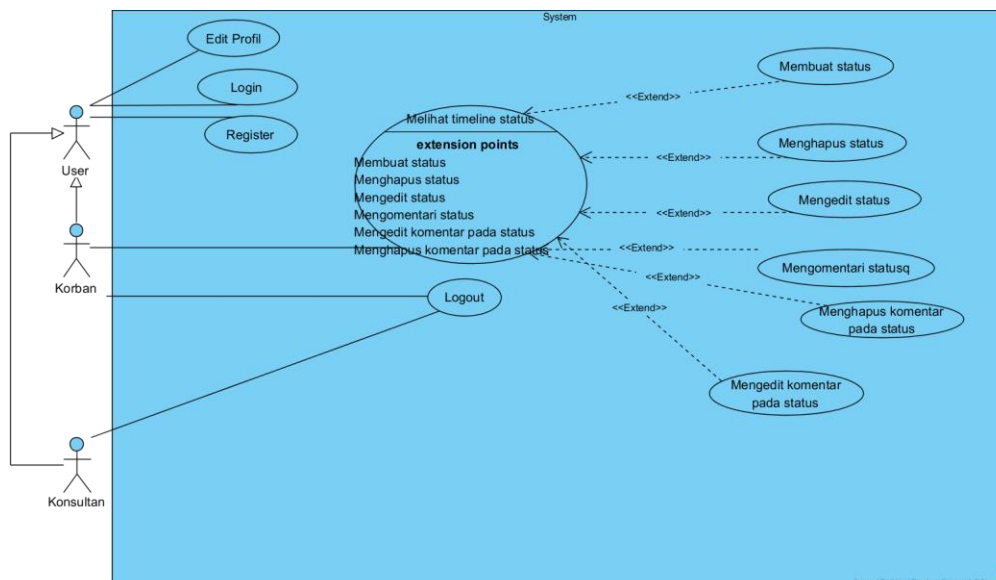 System
Edit Profil
Login
Register
User
Korban
Konsultan
Melihat timeline status
extension points
Membuat status
Menghapus status
Mengedit status
Mengomentari status
Mengedit komentar pada status
Menghapus komentar pada status
Logout
<<Extend>>
Membuat status
<<Extend>>
Menghapus status
<<Extend>>
Mengedit status
<<Extend>>
Mengomentari statusq
<<Extend>>
Menghapus komentar
pada status
<<Extend>>
Mengedit komentar
pada status